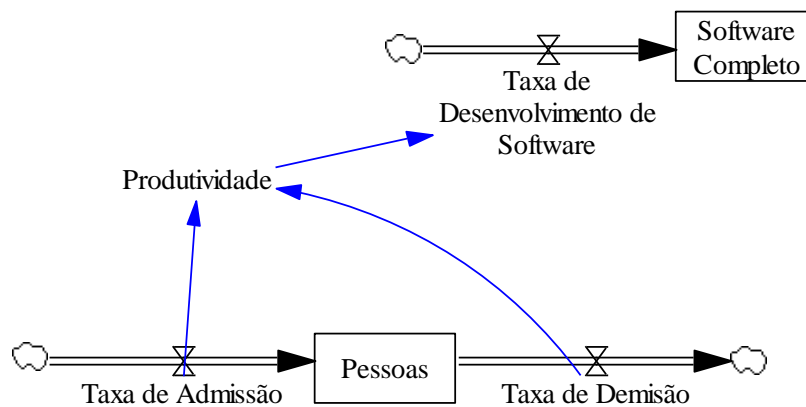 Software
Completo
Taxa de
Desenvolvimento de
Software
Produtividade
Pessoas
Taxa de Admissão
Taxa de Demisão